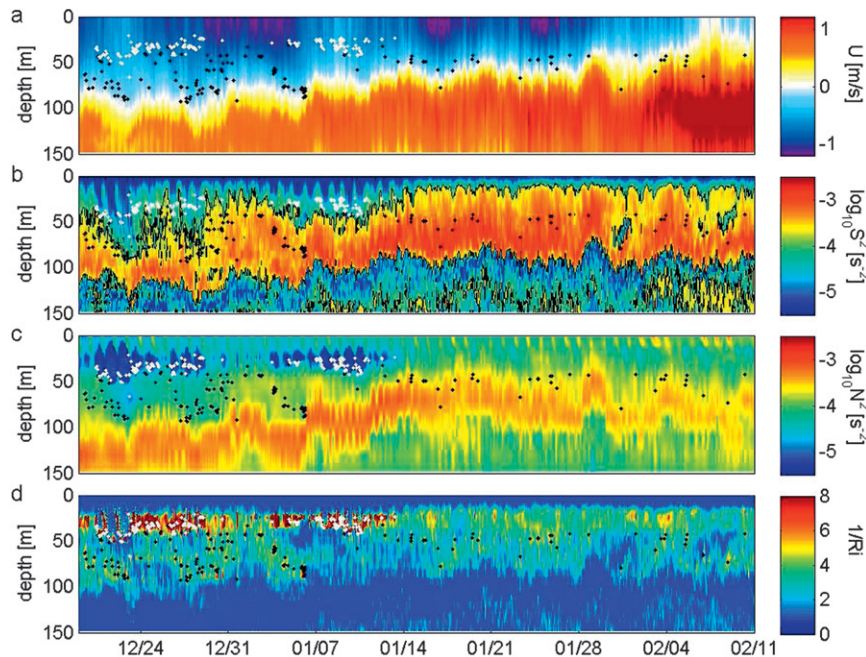 a
0
50
100
150
depth [m]
1
0
-1
U [m/s]
b
0
50
100
150
depth [m]
-3
-4
-5
log₁₀S² [s⁻²]
c
0
50
100
150
depth [m]
-3
-4
-5
log₁₀N² [s⁻²]
d
0
50
100
150
depth [m]
8
6
4
2
0
1/Ri
12/24 12/31 01/07 01/14 01/21 01/28 02/04 02/11